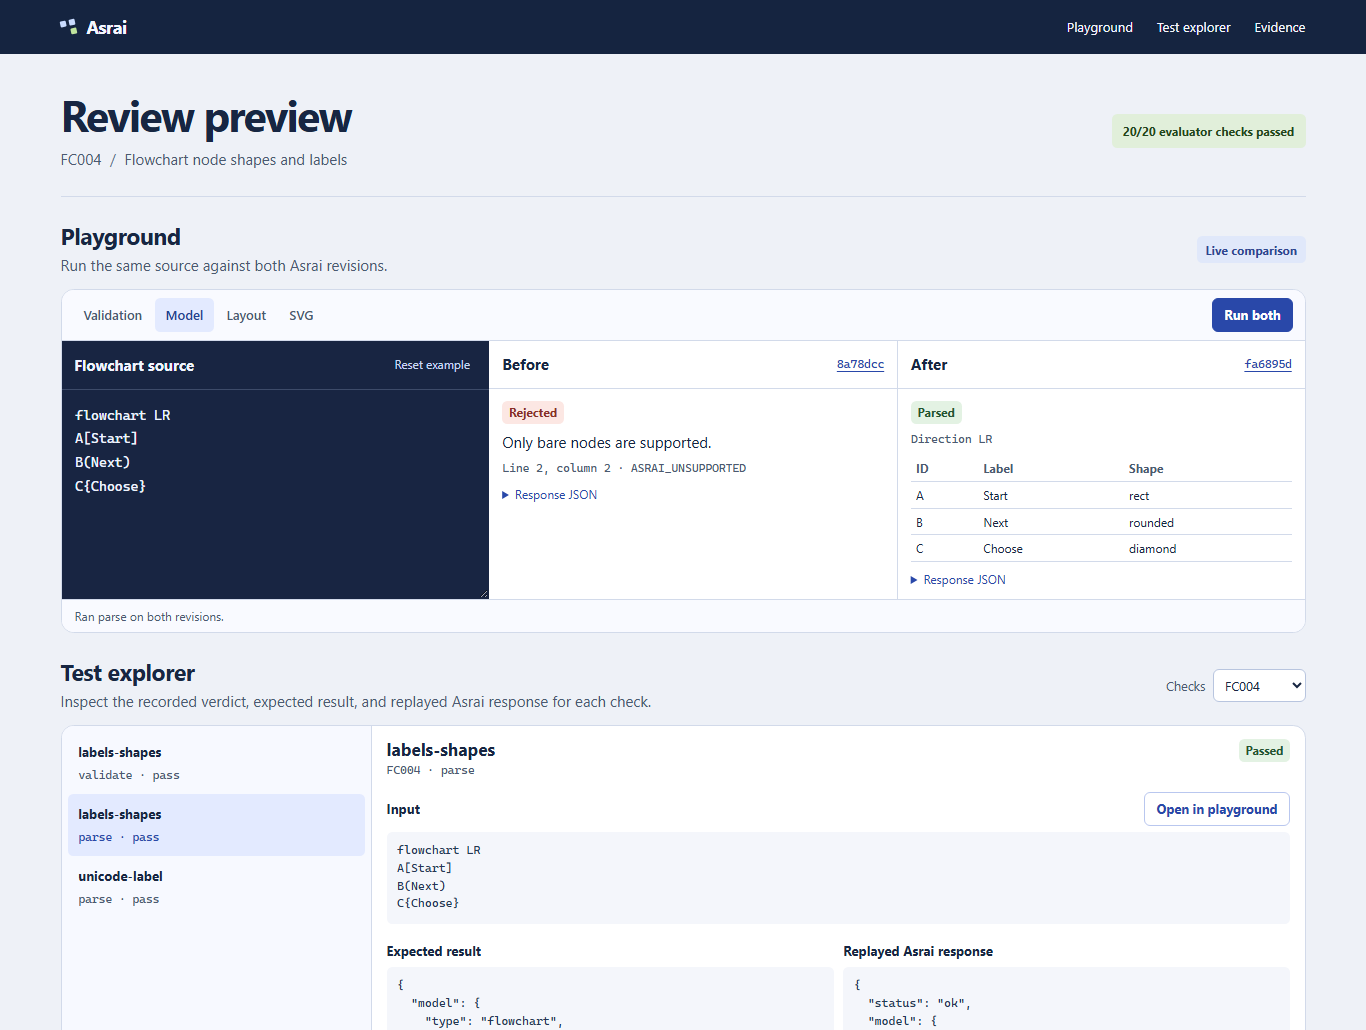 Asrai
Playground
Test explorer
Evidence
Review preview
FC004 / Flowchart node shapes and labels
20/20 evaluator checks passed
Playground
Run the same source against both Asrai revisions.
Live comparison
Validation
Model
Layout
SVG
Run both
Flowchart source
Reset example
flowchart LR
A[Start]
B(Next)
C{Choose}
Before
8a78dcc
Rejected
Only bare nodes are supported.
Line 2, column 2 · ASRAI_UNSUPPORTED
Response JSON
After
fa6895d
Parsed
Direction LR
ID Label Shape
A Start rect
B Next rounded
C Choose diamond
Response JSON
Ran parse on both revisions.
Test explorer
Inspect the recorded verdict, expected result, and replayed Asrai response for each check.
Checks
FC004
labels-shapes
validate · pass
labels-shapes
parse · pass
unicode-label
parse · pass
labels-shapes
FC004 · parse
Passed
Input
Open in playground
flowchart LR
A[Start]
B(Next)
C{Choose}
Expected result
{
"model": {
"type": "flowchart",
Replayed Asrai response
{
"status": "ok",
"model": {